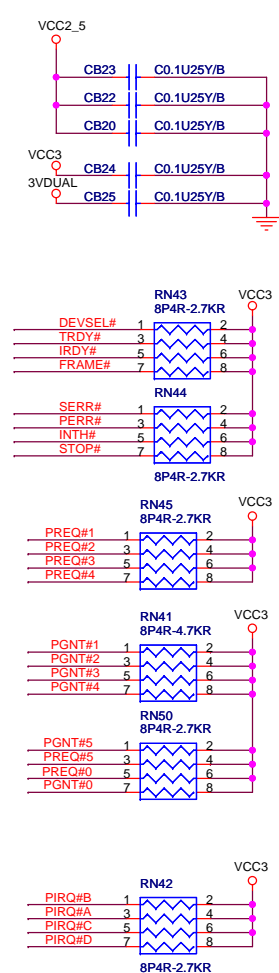 VCC2_5
CB23 C0.1U25Y/B
CB22 C0.1U25Y/B
CB20 C0.1U25Y/B
VCC3
CB24 C0.1U25Y/B
3VDUAL
CB25 C0.1U25Y/B
RN43 VCC3
8P4R-2.7KR
DEVSEL# 1 2
TRDY# 3 4
IRDY# 5 6
FRAME# 7 8
RN44
SERR# 1 2
PERR# 3 4
INTH# 5 6
STOP# 7 8
8P4R-2.7KR
RN45 VCC3
8P4R-2.7KR
PREQ#1 1 2
PREQ#2 3 4
PREQ#3 5 6
PREQ#4 7 8
RN41 VCC3
8P4R-4.7KR
PGNT#1 1 2
PGNT#2 3 4
PGNT#3 5 6
PGNT#4 7 8
RN50
8P4R-2.7KR
PGNT#5 1 2
PREQ#5 3 4
PREQ#0 5 6
PGNT#0 7 8
VCC3
RN42
PIRQ#B 1 2
PIRQ#A 3 4
PIRQ#C 5 6
PIRQ#D 7 8
8P4R-2.7KR